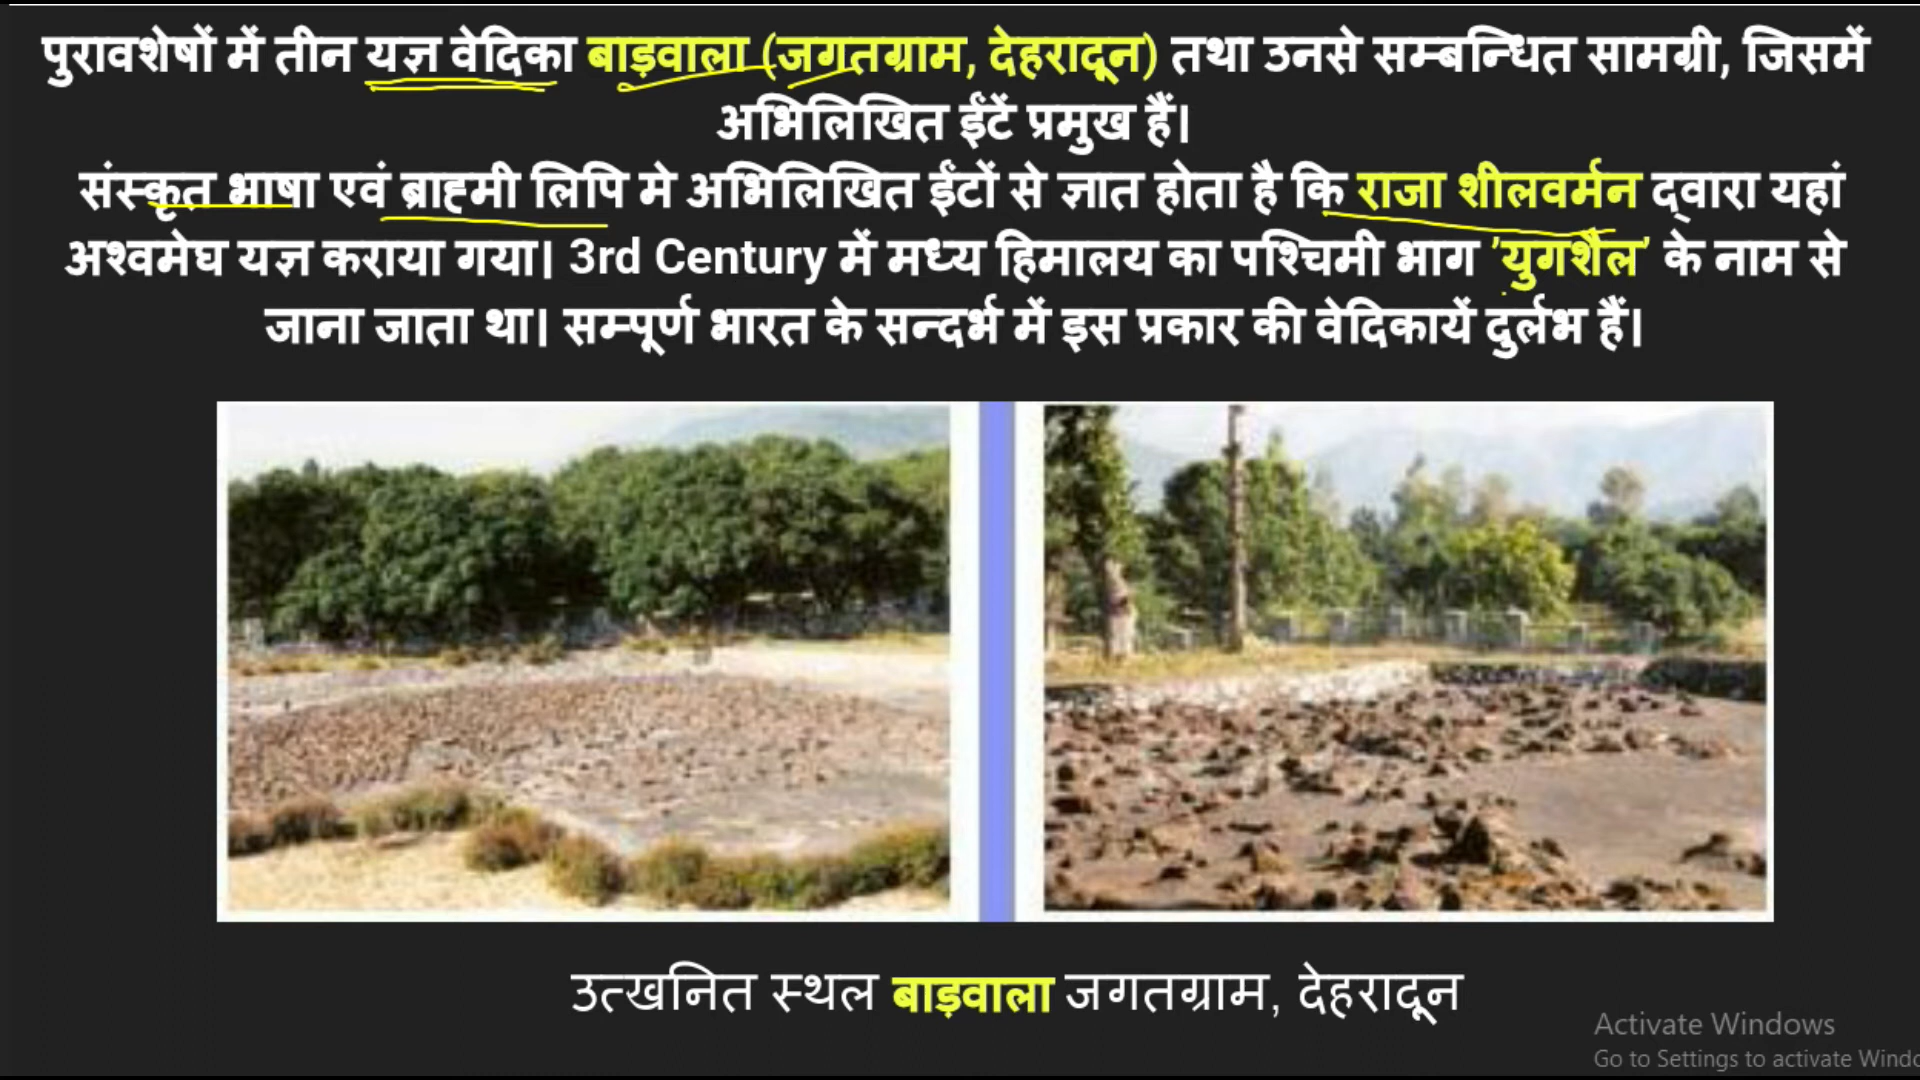 पुरावशेषों में तीन यज्ञ वेदिका बाड़वाला (जगतग्राम, देहरादून) तथा उनसे सम्बन्धित सामग्री, जिसमें
अभिलिखित ईंटें प्रमुख हैं।
संस्कृत भाषा एवं ब्राह्मी लिपि मे अभिलिखित ईंटों से ज्ञात होता है कि राजा शीलवर्मन द्वारा यहां
अश्वमेघ यज्ञ कराया गया। 3rd Century में मध्य हिमालय का पश्चिमी भाग 'युगशैल' के नाम से
जाना जाता था। सम्पूर्ण भारत के सन्दर्भ में इस प्रकार की वेदिकायें दुर्लभ हैं।
उत्खनित स्थल बाड़वाला जगतग्राम, देहरादून
Activate Windows
Go to Settings to activate Windo